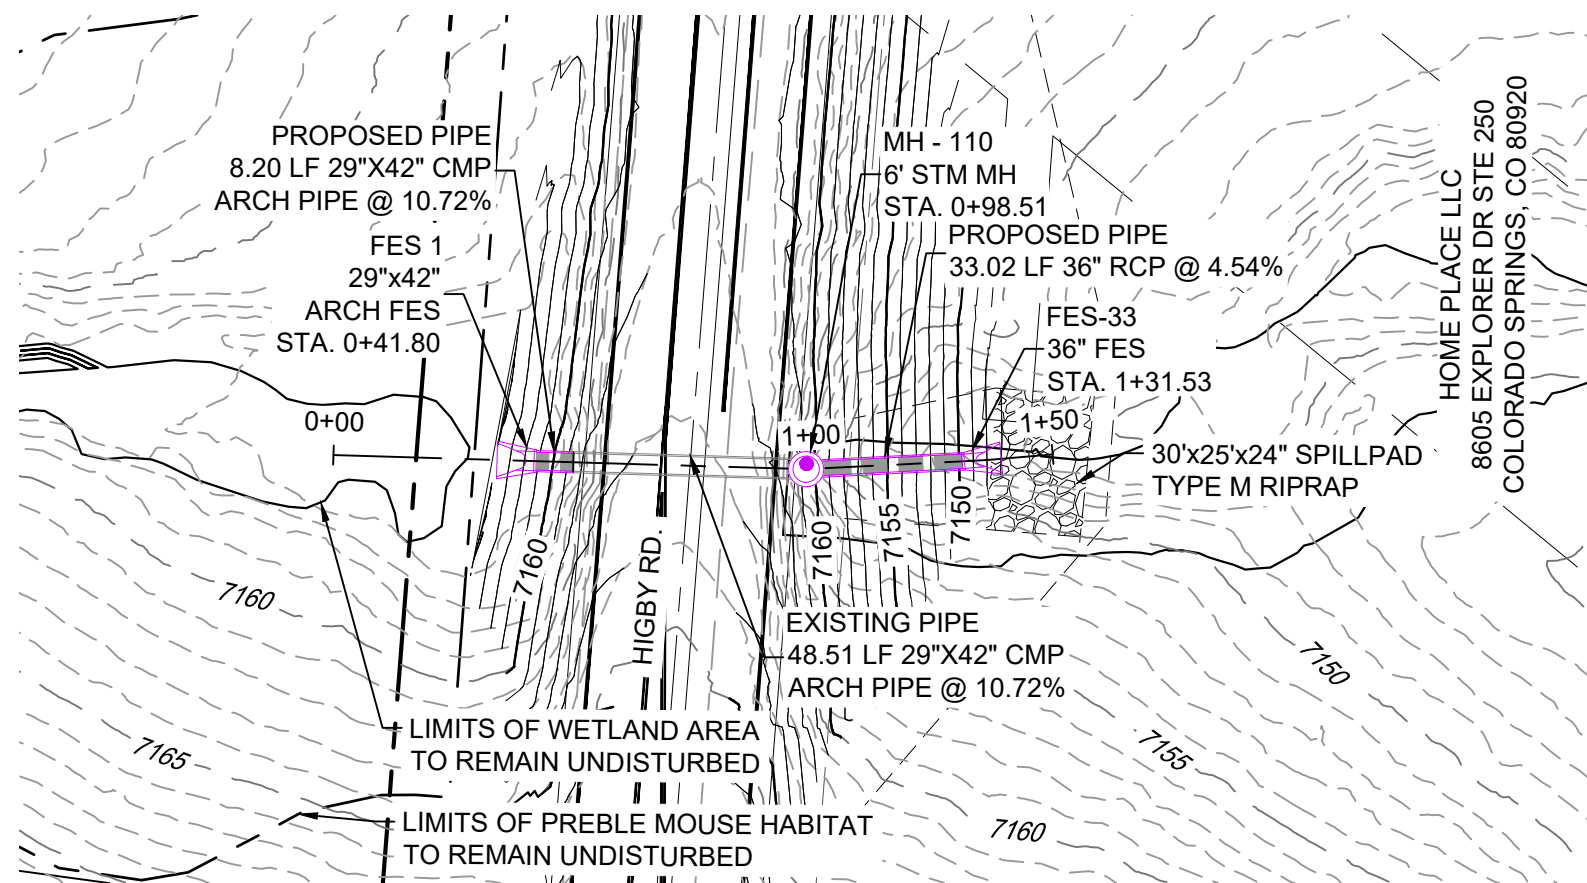 PROPOSED PIPE
8.20 LF 29"X42" CMP
ARCH PIPE @ 10.72%
FES 1
29"x42"
ARCH FES
STA. 0+41.80
MH - 110
6' STM MH
STA. 0+98.51
PROPOSED PIPE
33.02 LF 36" RCP @ 4.54%
FES-33
36" FES
STA. 1+31.53
HOME PLACE LLC
8605 EXPLORER DR STE 250
COLORADO SPRINGS, CO 80920
0+00
1+00
1+50
30'x25'x24" SPILLPAD
TYPE M RIPRAP
7160
7160
7155
7150
HIGBY RD.
7160
EXISTING PIPE
48.51 LF 29"X42" CMP
ARCH PIPE @ 10.72%
7150
LIMITS OF WETLAND AREA
TO REMAIN UNDISTURBED
7165
7155
LIMITS OF PREBLE MOUSE HABITAT
TO REMAIN UNDISTURBED
7160